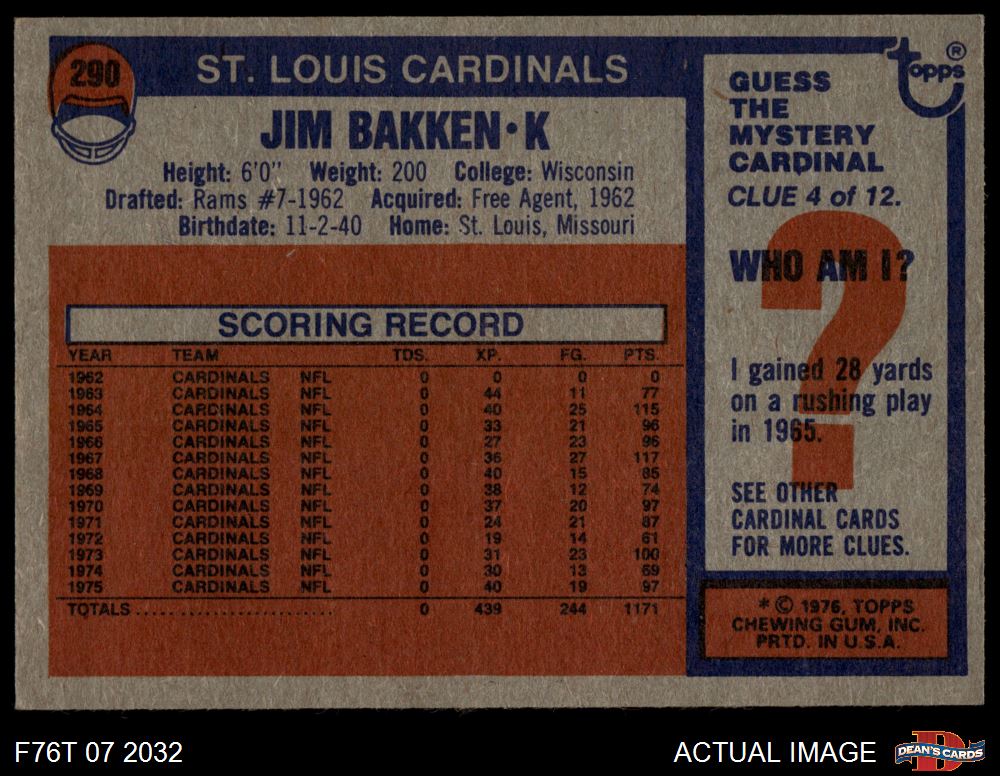 290
ST. LOUIS CARDINALS
JIM BAKKEN•K
Height: 6'0" Weight: 200 College: Wisconsin
Drafted: Rams #7-1962 Acquired: Free Agent, 1962
Birthdate: 11-2-40 Home: St. Louis, Missouri
SCORING RECORD
YEAR TEAM TDS. XP. FG. PTS.
1962 CARDINALS NFL 0 0 0 0
1963 CARDINALS NFL 0 44 11 77
1964 CARDINALS NFL 0 40 25 115
1965 CARDINALS NFL 0 33 21 96
1966 CARDINALS NFL 0 27 23 96
1967 CARDINALS NFL 0 36 27 117
1968 CARDINALS NFL 0 40 15 85
1969 CARDINALS NFL 0 38 12 74
1970 CARDINALS NFL 0 37 20 97
1971 CARDINALS NFL 0 24 21 87
1972 CARDINALS NFL 0 19 14 61
1973 CARDINALS NFL 0 31 23 100
1974 CARDINALS NFL 0 30 13 69
1975 CARDINALS NFL 0 40 19 97
TOTALS ........................... 0 439 244 1171
Topps ®
GUESS
THE
MYSTERY
CARDINAL
CLUE 4 of 12.
?
WHO AM I?
I gained 28 yards
on a rushing play
in 1965.
SEE OTHER
CARDINAL CARDS
FOR MORE CLUES.
* © 1976, TOPPS
CHEWING GUM, INC.
PRTD. IN U.S.A.
F76T 07 2032
ACTUAL IMAGE
D
DEAN'S CARDS